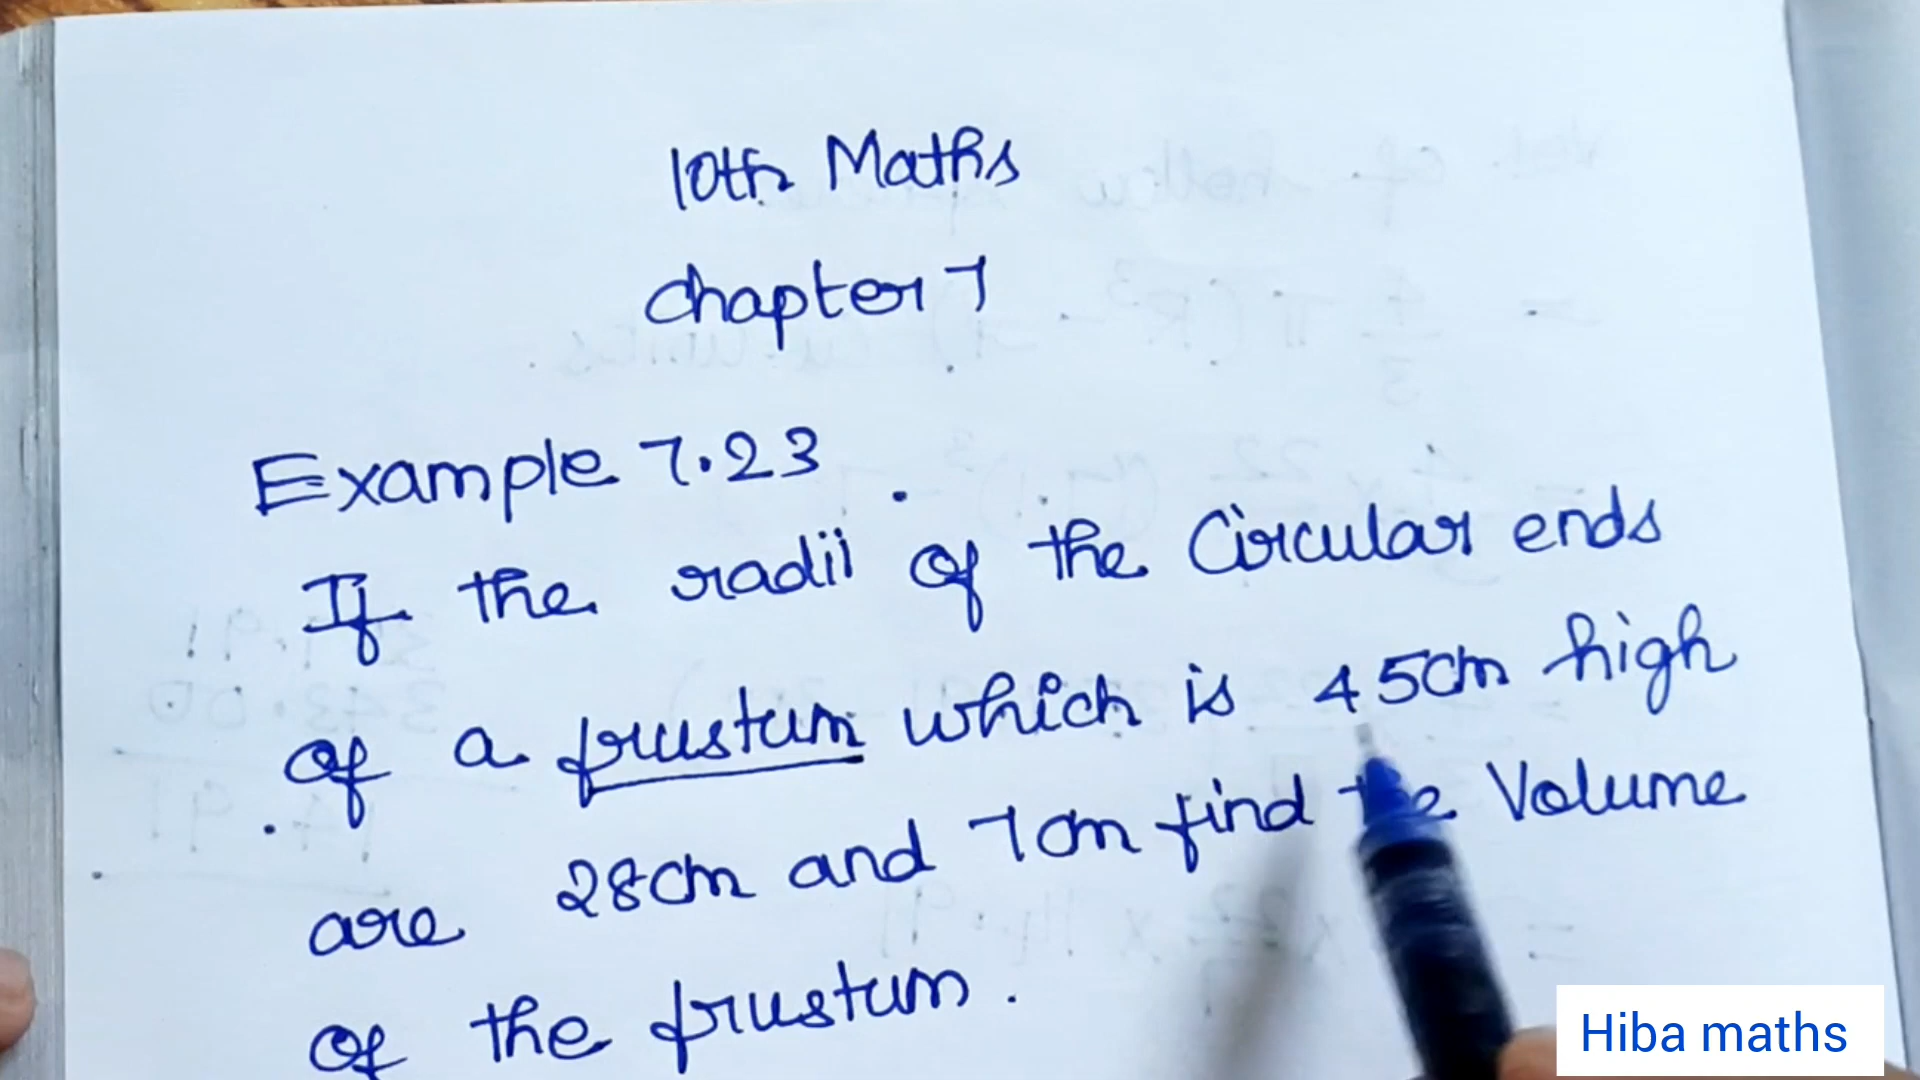 10th Maths
Chapter 7
Example 7.23
If the radii of the Circular ends
of a frustum which is 45cm high
are 28cm and 7cm find the Volume
of the frustum.
Hiba maths